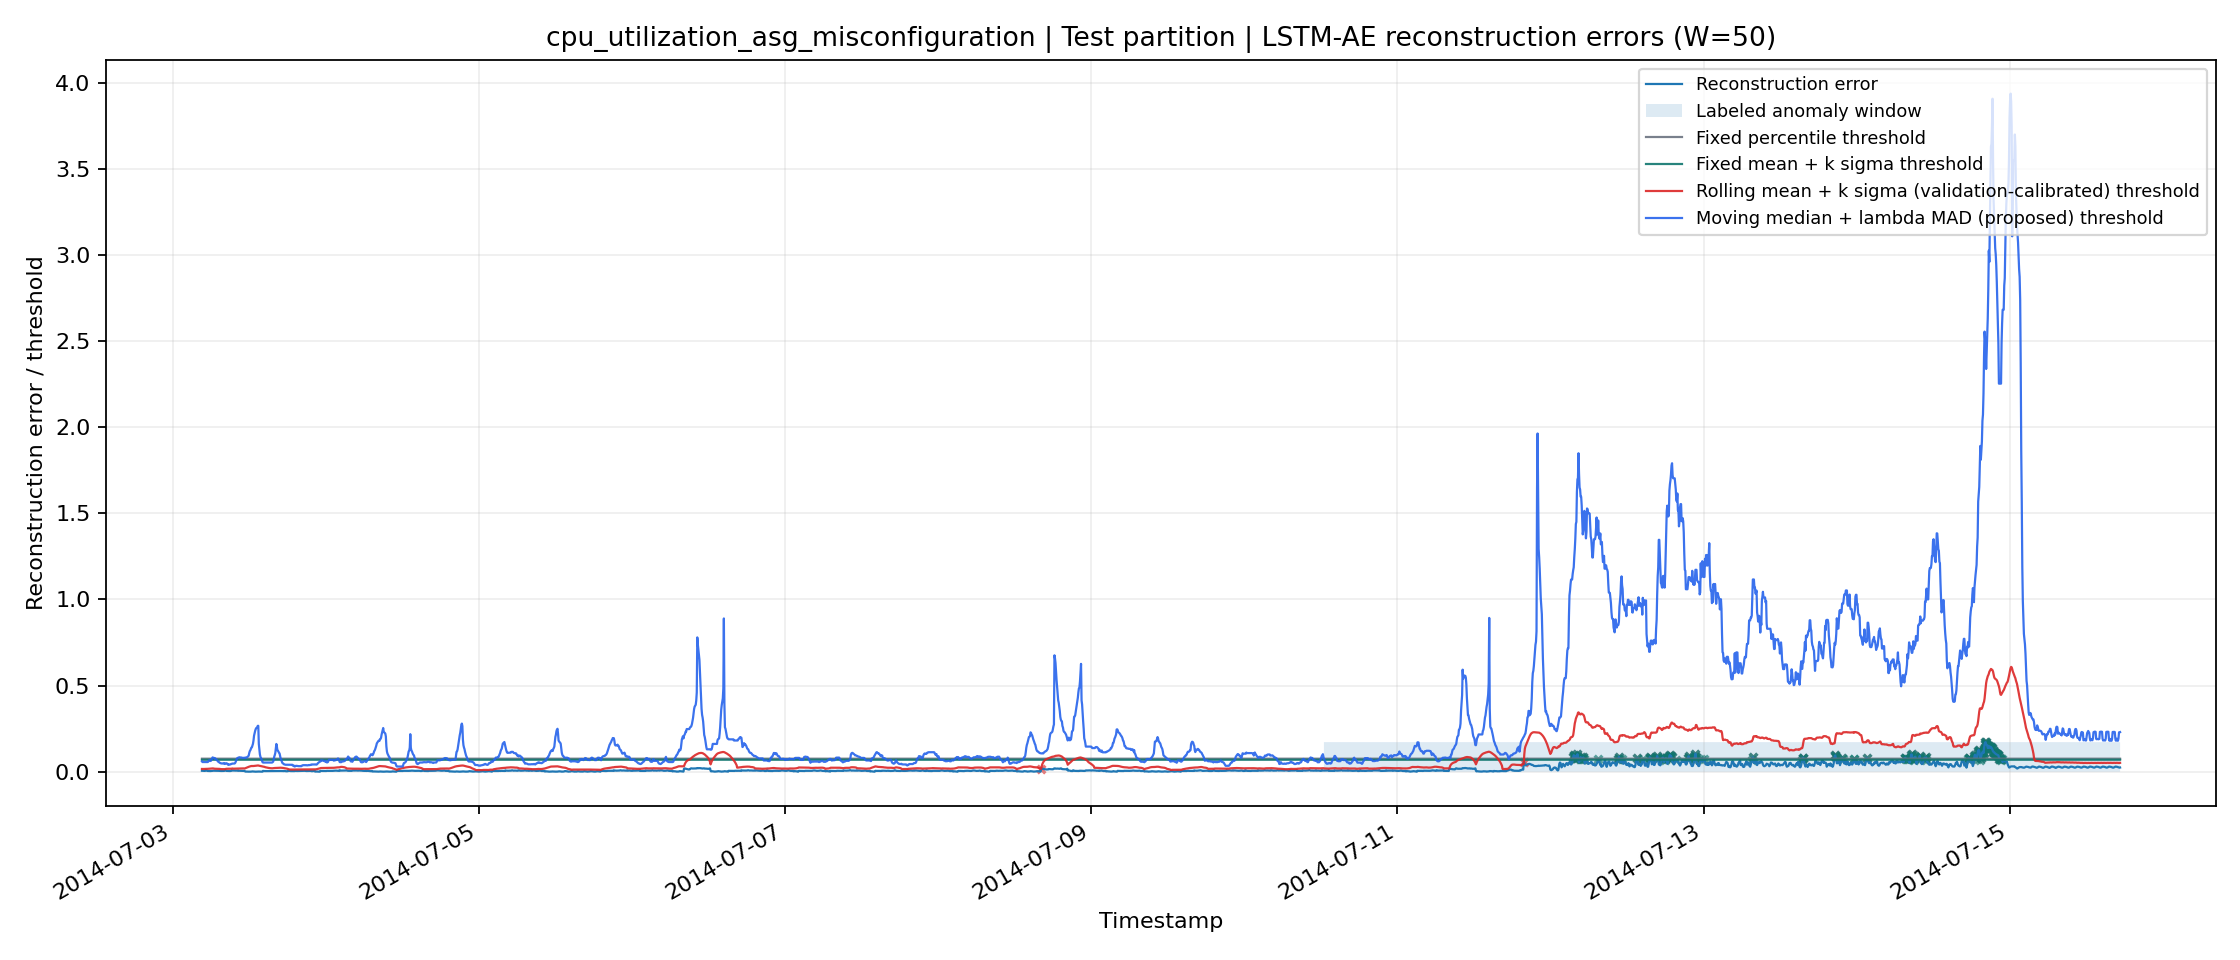 cpu_utilization_asg_misconfiguration | Test partition | LSTM-AE reconstruction errors (W=50)
Reconstruction error
Labeled anomaly window
Fixed percentile threshold
Fixed mean + k sigma threshold
Rolling mean + k sigma (validation-calibrated) threshold
Moving median + lambda MAD (proposed) threshold
Reconstruction error / threshold
4.0
3.5
3.0
2.5
2.0
1.5
1.0
0.5
0.0
2014-07-03
2014-07-05
2014-07-07
2014-07-09
2014-07-11
2014-07-13
2014-07-15
Timestamp